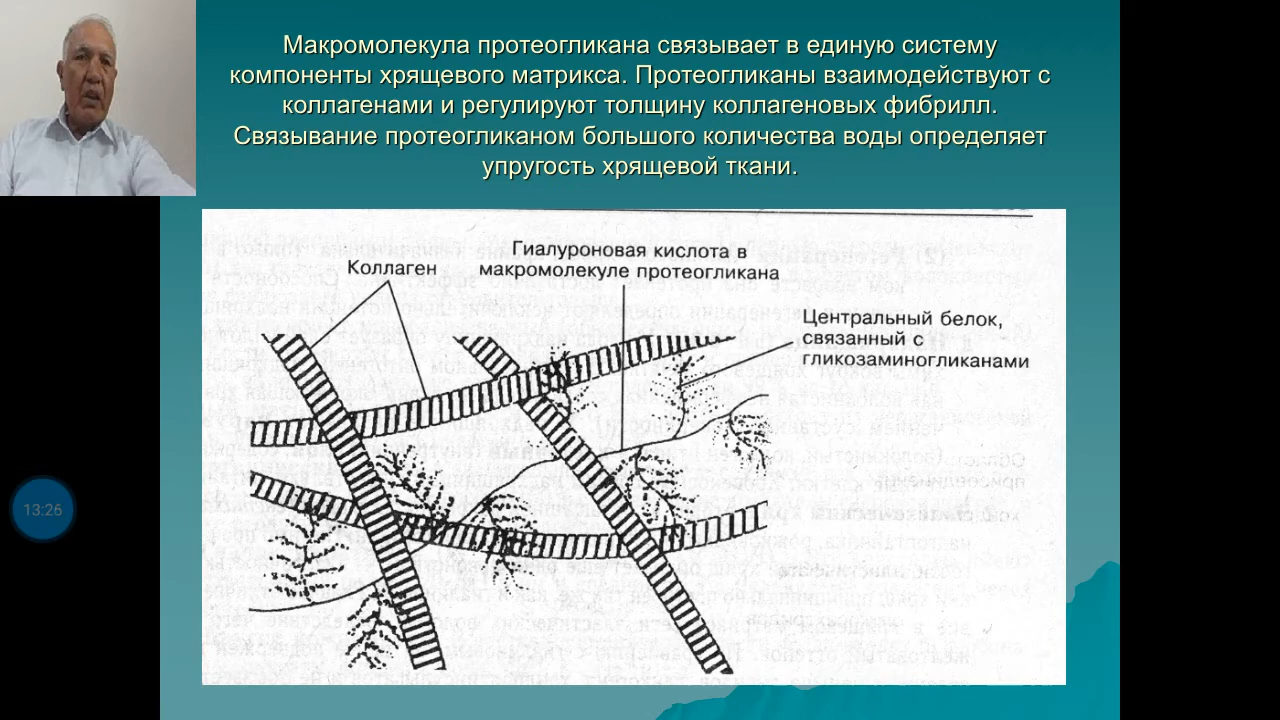 Макромолекула протеогликана связывает в единую систему
компоненты хрящевого матрикса. Протеогликаны взаимодействуют с
коллагенами и регулируют толщину коллагеновых фибрилл.
Связывание протеогликаном большого количества воды определяет
упругость хрящевой ткани.
Гиалуроновая кислота в
макромолекуле протеогликана
Коллаген
Центральный белок,
связанный с
гликозаминогликанами
13:26